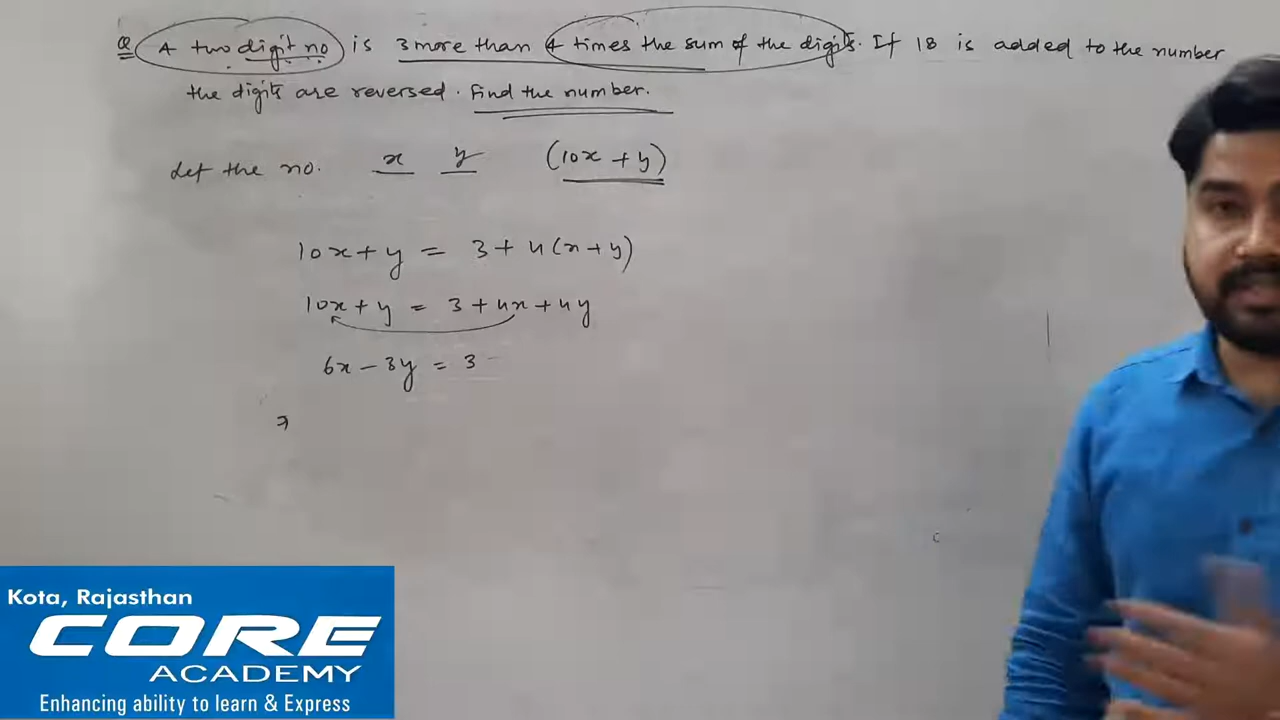 Q A two digit no is 3 more than 4 times the sum of the digits. If 18 is added to the number
the digits are reversed. Find the number.
Let the no. x y (10x + y)
10x + y = 3 + 4(x + y)
10x + y = 3 + 4x + 4y
6x - 3y = 3
⇒
Kota, Rajasthan
CORE
ACADEMY
Enhancing ability to learn & Express